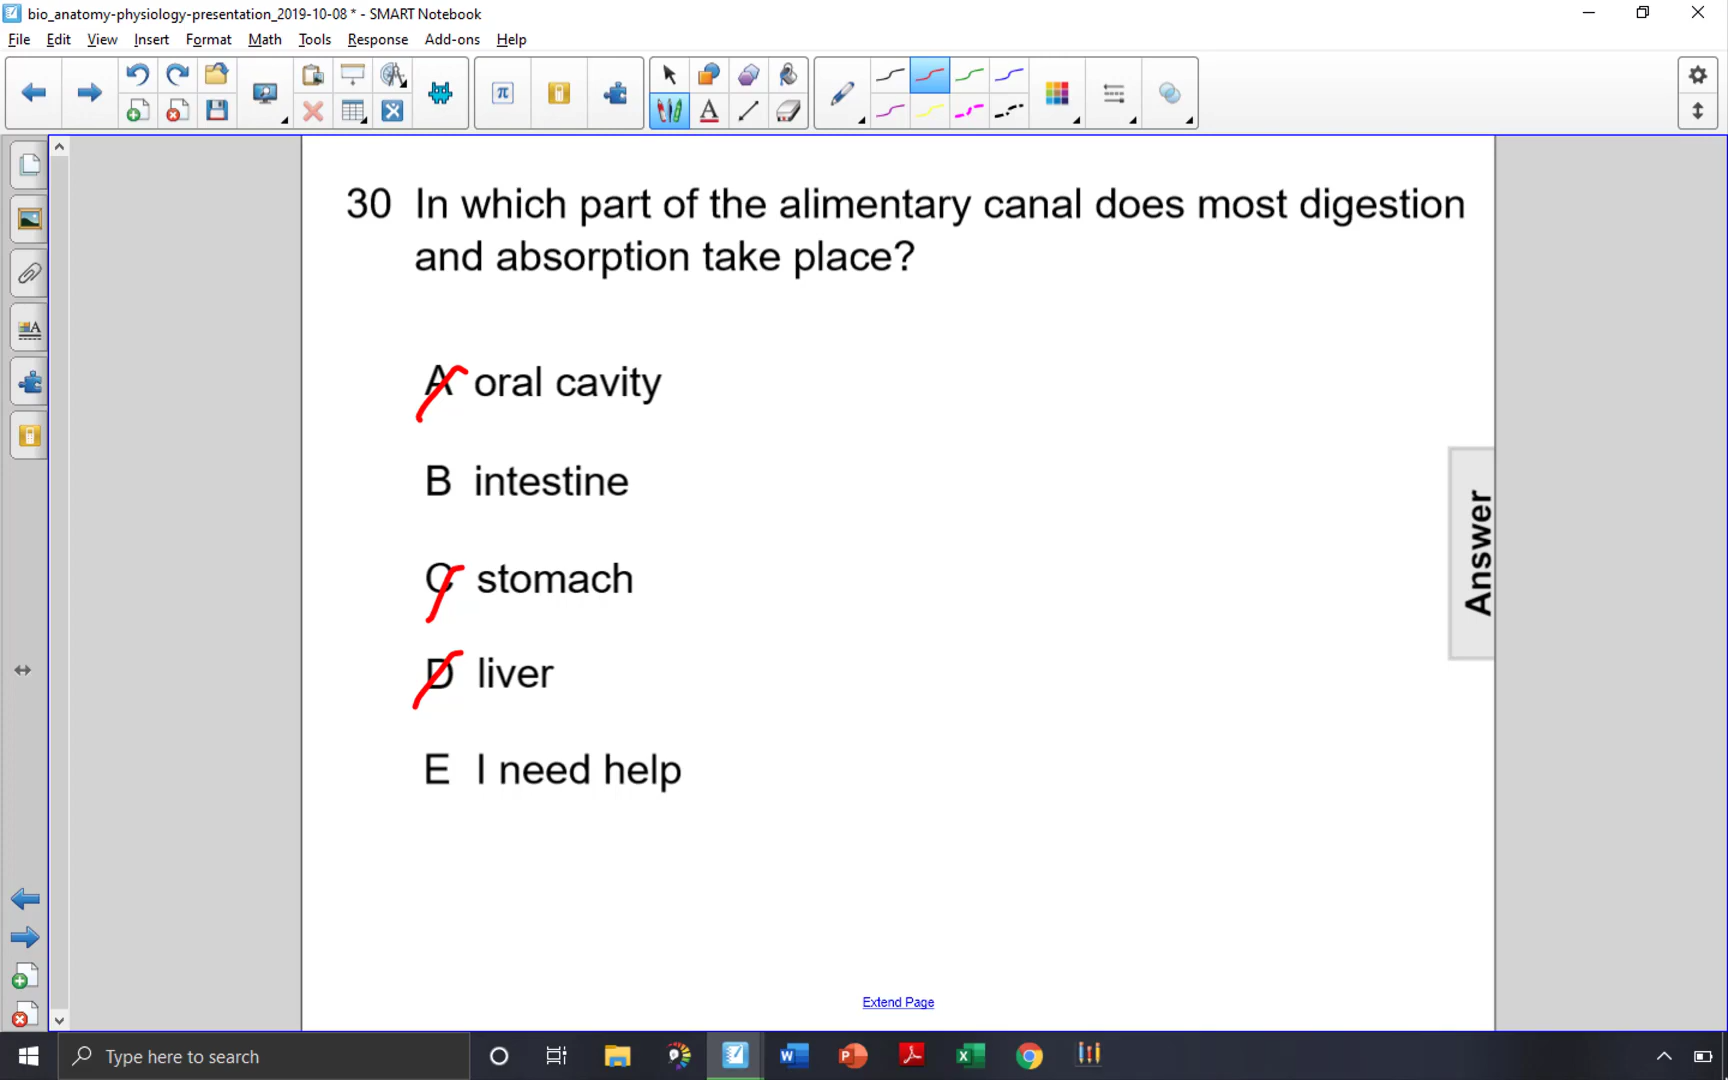 bio_anatomy-physiology-presentation_2019-10-08 * - SMART Notebook
File Edit View Insert Format Math Tools Response Add-ons Help
30 In which part of the alimentary canal does most digestion
and absorption take place?
A oral cavity
B intestine
C stomach
D liver
E I need help
Answer
Extend Page
Type here to search